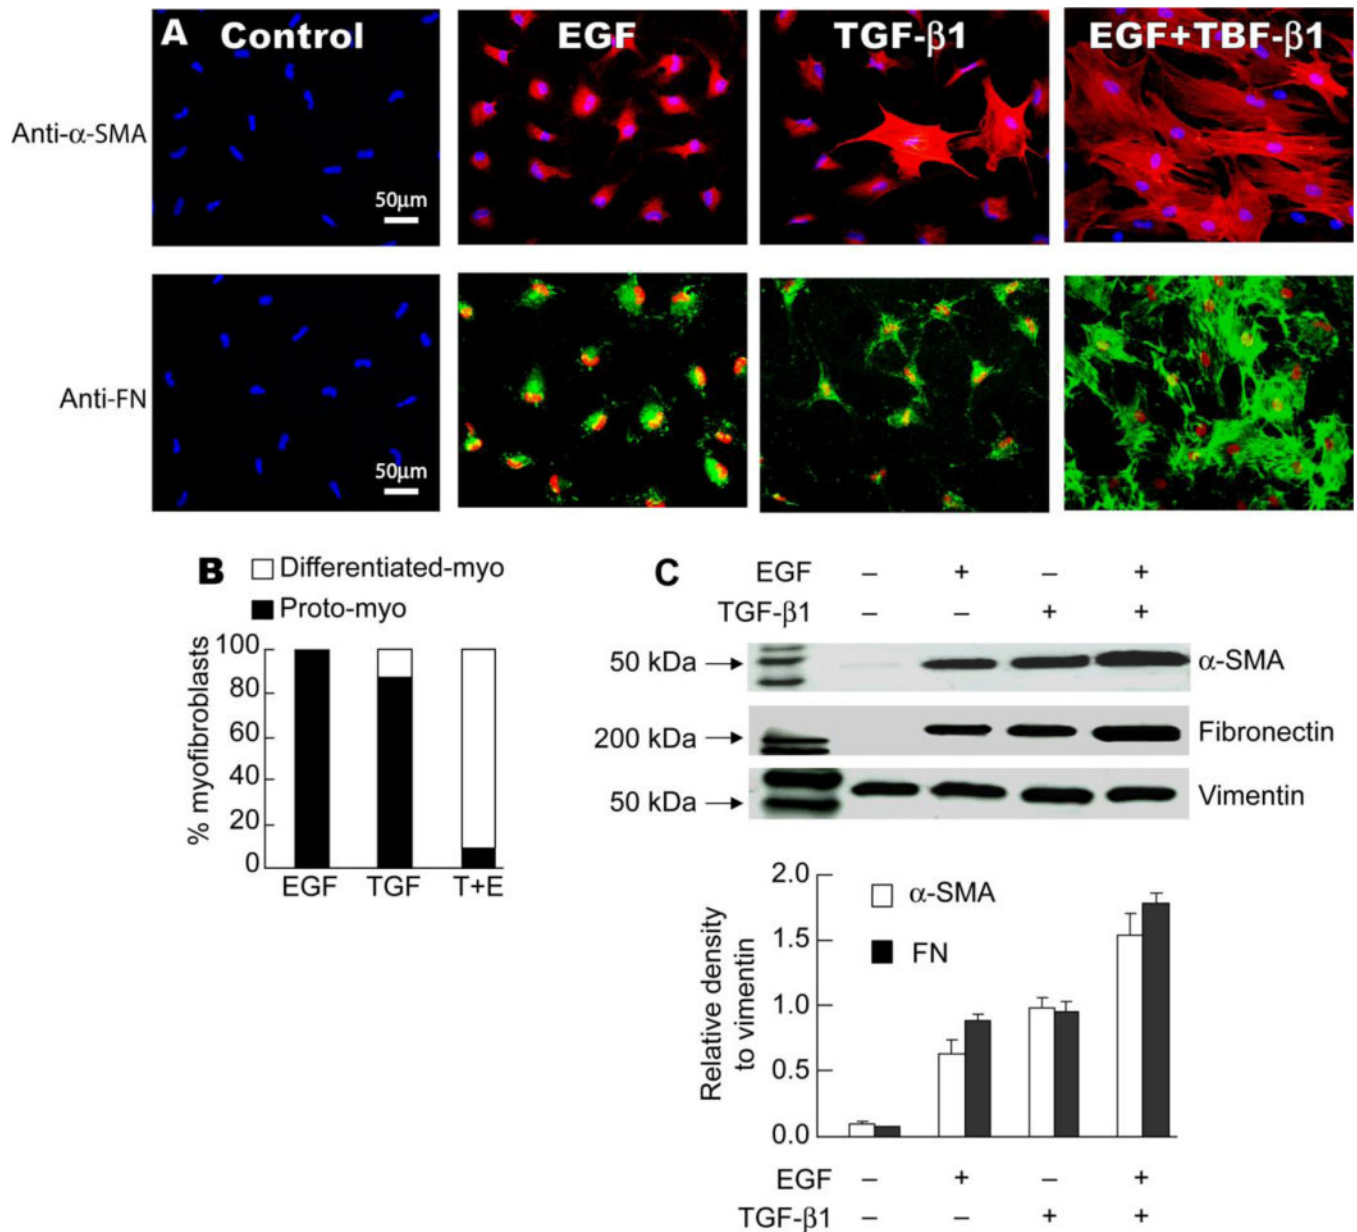 A Control EGF TGF-β1 EGF+TBF-β1
Anti-α-SMA
50μm
Anti-FN
50μm
B
Differentiated-myo
Proto-myo
% myofibroblasts
100
80
60
40
20
0
EGF TGF T+E
C
EGF – + – +
TGF-β1 – – + +
50 kDa α-SMA
200 kDa Fibronectin
50 kDa Vimentin
Relative density
to vimentin
2.0
1.5
1.0
0.5
0.0
α-SMA
FN
EGF – + – +
TGF-β1 – – + +